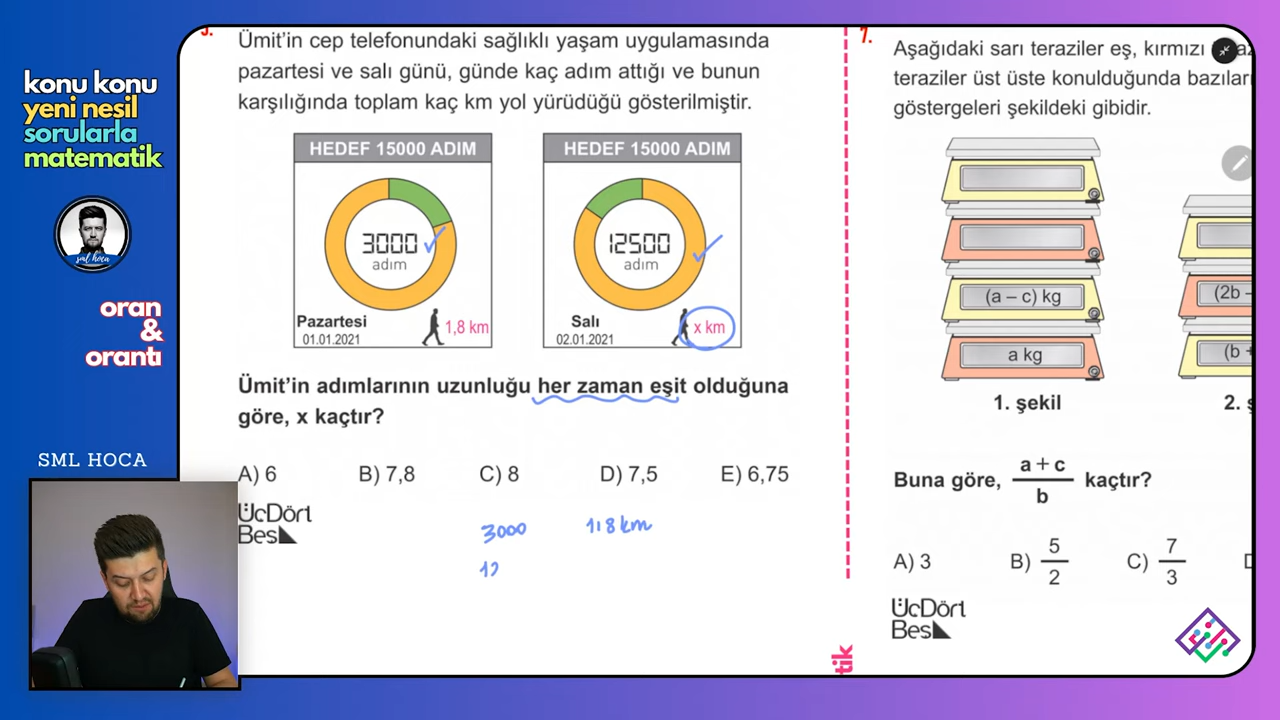 konu konu
yeni nesil
sorularla
matematik
sml hoca
oran
&
orantı
SML HOCA
Ümit'in cep telefonundaki sağlıklı yaşam uygulamasında
pazartesi ve salı günü, günde kaç adım attığı ve bunun
karşılığında toplam kaç km yol yürüdüğü gösterilmiştir.
HEDEF 15000 ADIM
3000
adım
Pazartesi
01.01.2021
1,8 km
HEDEF 15000 ADIM
12500
adım
Salı
02.01.2021
x km
Ümit'in adımlarının uzunluğu her zaman eşit olduğuna
göre, x kaçtır?
A) 6 B) 7,8 C) 8 D) 7,5 E) 6,75
ÜçDört
Beş
3000 1,8 km
12
7.
Aşağıdaki sarı teraziler eş, kırmızı
teraziler üst üste konulduğunda bazıları
göstergeleri şekildeki gibidir.
(a – c) kg
a kg
1. şekil
(2b –
(b +
2. ş
Buna göre, a + c / b kaçtır?
A) 3 B) 5/2 C) 7/3
ÜçDört
Beş
tik